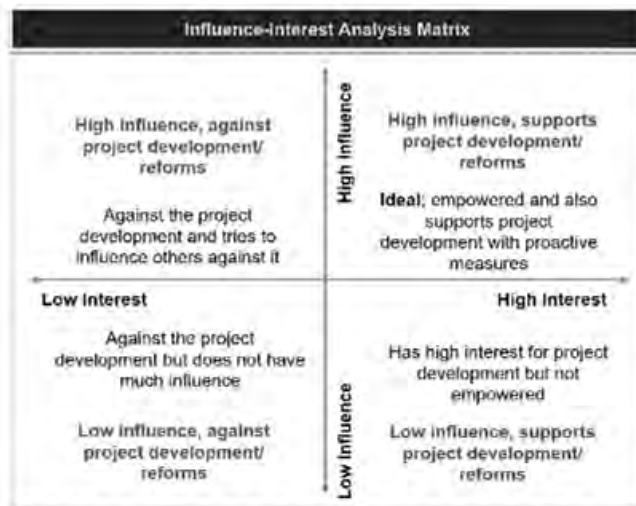 Influence-Interest Analysis Matrix
High influence, against
project development/
reforms
Against the project
development and tries to
influence others against it
High Influence
High influence, supports
project development/
reforms
Ideal; empowered and also
supports project
development with proactive
measures
Low Interest
High Interest
Against the project
development but does not have
much influence
Low influence, against
project development/
reforms
Low Influence
Has high interest for project
development but not
empowered
Low influence, supports
project development/
reforms